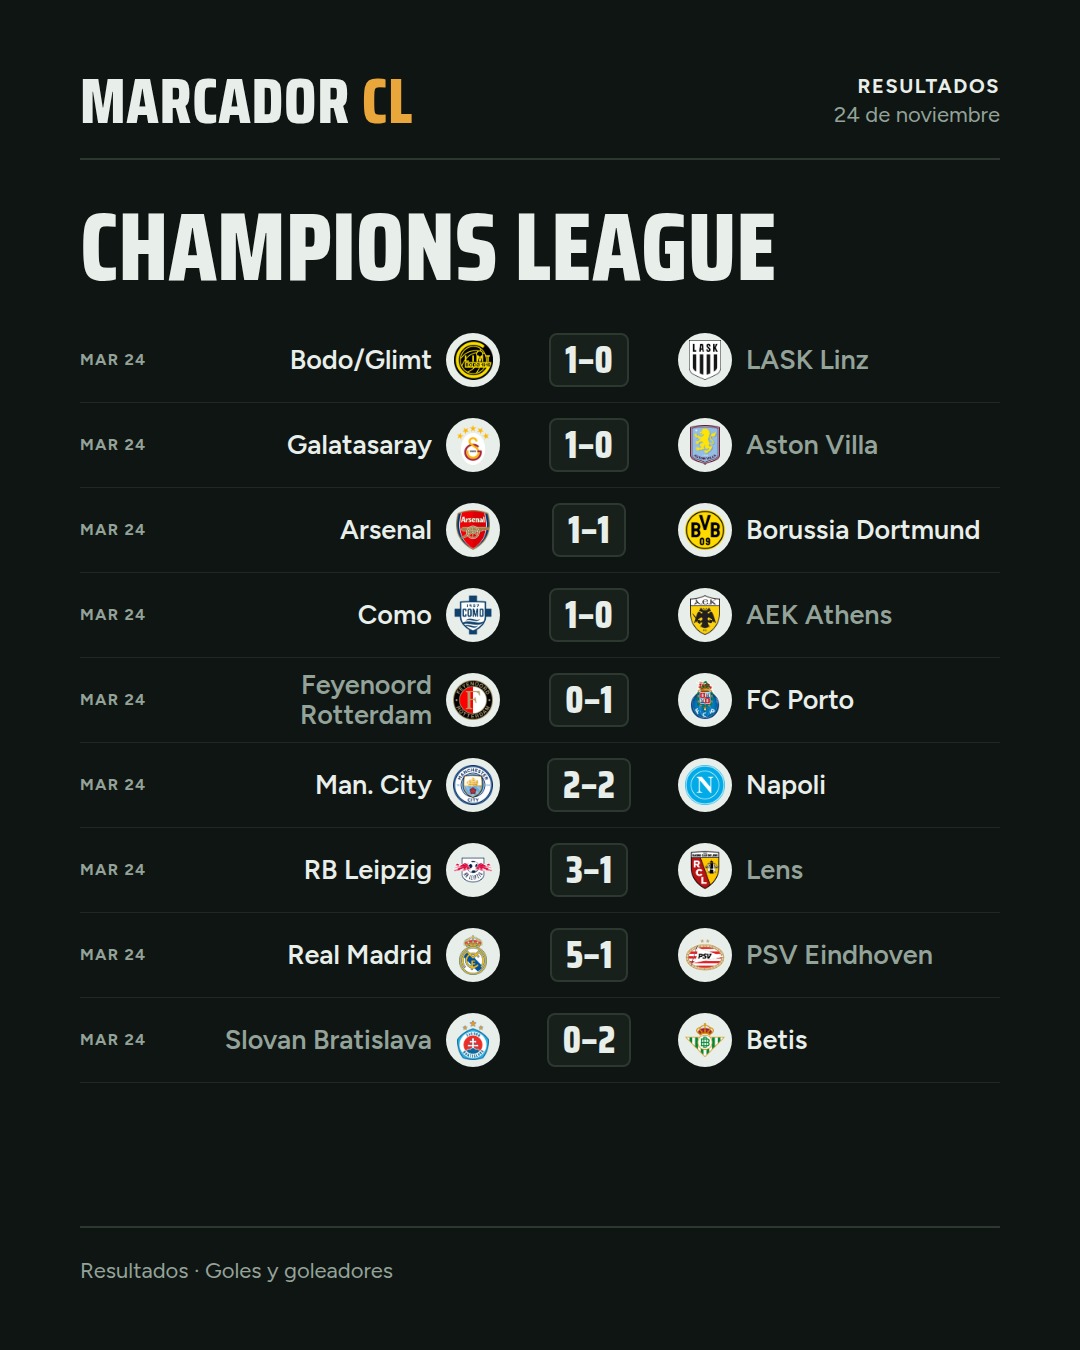 MARCADOR CL
RESULTADOS
24 de noviembre
CHAMPIONS LEAGUE
MAR 24 Bodo/Glimt 1–0 LASK Linz
MAR 24 Galatasaray 1–0 Aston Villa
MAR 24 Arsenal 1–1 Borussia Dortmund
MAR 24 Como 1–0 AEK Athens
MAR 24 Feyenoord
Rotterdam 0–1 FC Porto
MAR 24 Man. City 2–2 Napoli
MAR 24 RB Leipzig 3–1 Lens
MAR 24 Real Madrid 5–1 PSV Eindhoven
MAR 24 Slovan Bratislava 0–2 Betis
Resultados · Goles y goleadores